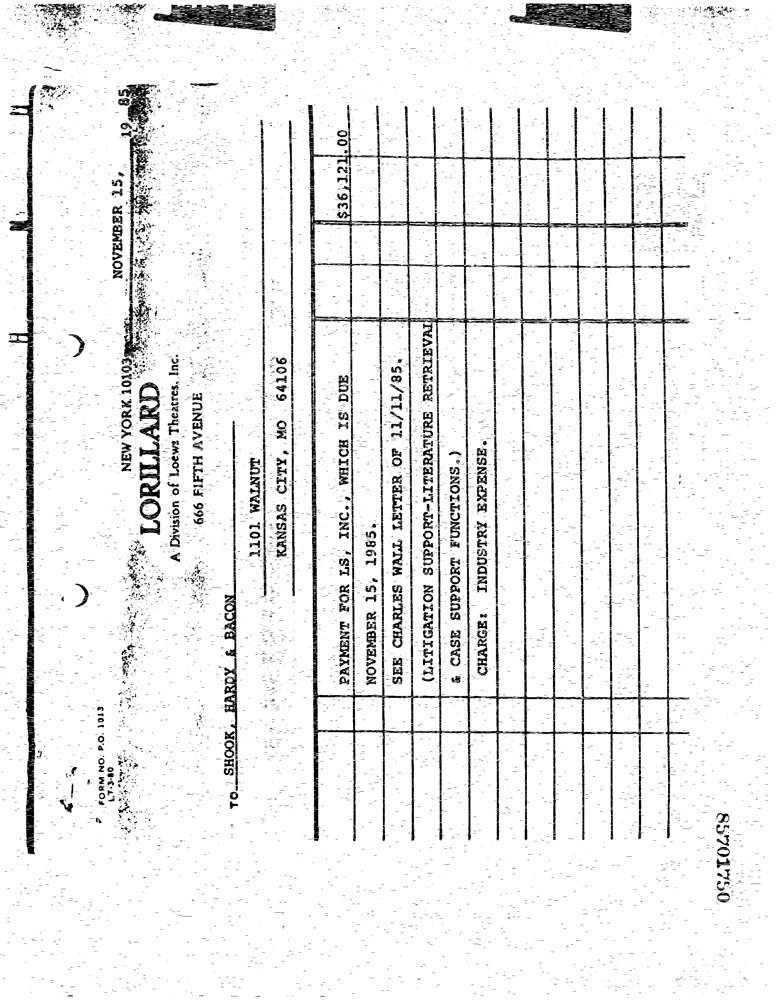 FORM NO. P.O. 1013
LT-3-80
NEW YORK 10103 NOVEMBER 15, 19 85
LORILLARD
A Division of Loews Theatres, Inc.
666 FIFTH AVENUE
TO SHOOK, HARDY & BACON
1101 WALNUT
KANSAS CITY, MO 64106
PAYMENT FOR LS, INC., WHICH IS DUE $36,121.00
NOVEMBER 15, 1985.
SEE CHARLES WALL LETTER OF 11/11/85.
(LITIGATION SUPPORT-LITERATURE RETRIEVAL
& CASE SUPPORT FUNCTIONS.)
CHARGE: INDUSTRY EXPENSE.
85701750